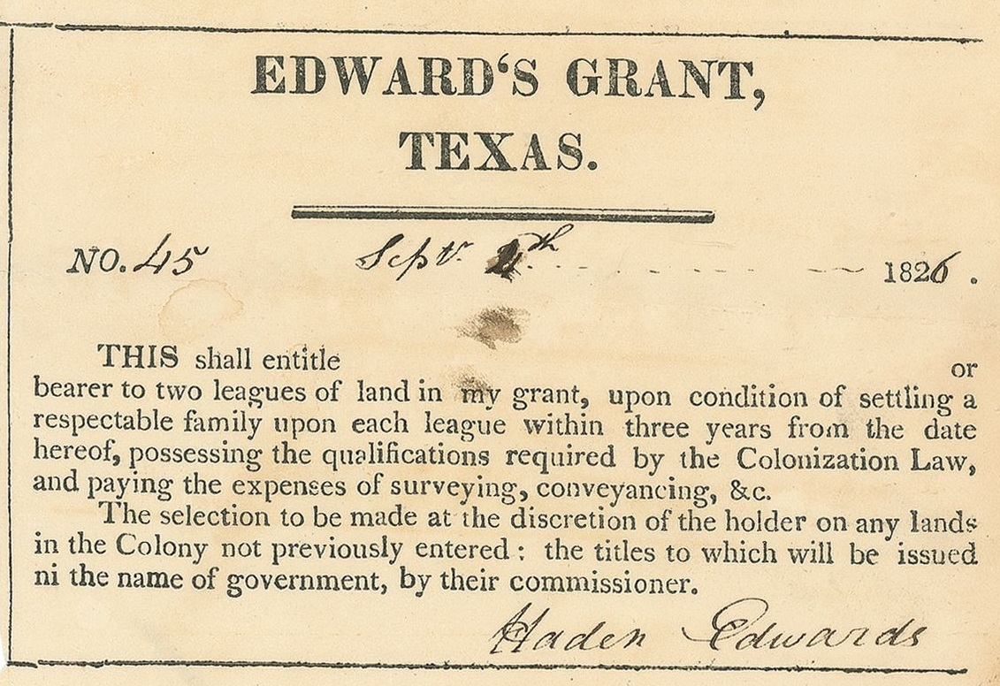 EDWARD‘S GRANT,
TEXAS.
NO. 45 Septr. th 1826.
THIS shall entitle or
bearer to two leagues of land in my grant, upon condition of settling a
respectable family upon each league within three years from the date
hereof, possessing the qualifications required by the Colonization Law,
and paying the expenses of surveying, conveyancing, &c.
The selection to be made at the discretion of the holder on any lands
in the Colony not previously entered: the titles to which will be issued
ni the name of government, by their commissioner.
Haden Edwards